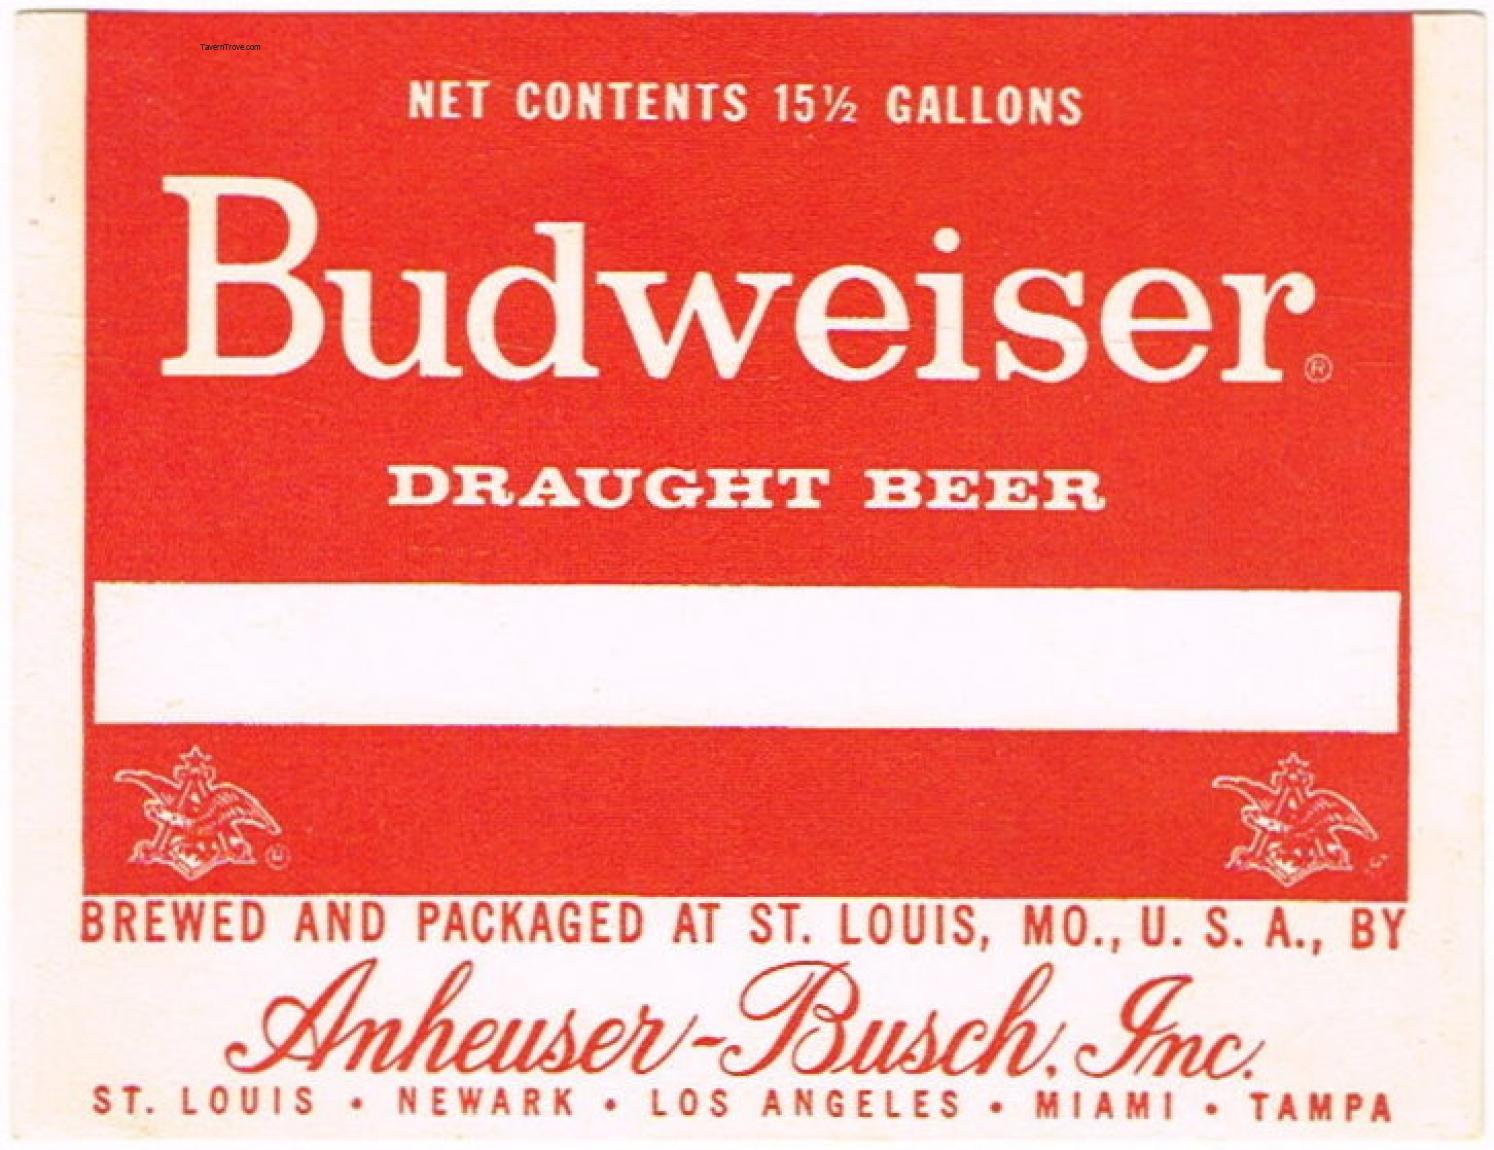 TavernTrove.com
NET CONTENTS 15½ GALLONS
Budweiser®
DRAUGHT BEER
BREWED AND PACKAGED AT ST. LOUIS, MO., U. S. A., BY
Anheuser-Busch, Inc.
ST. LOUIS • NEWARK • LOS ANGELES • MIAMI • TAMPA